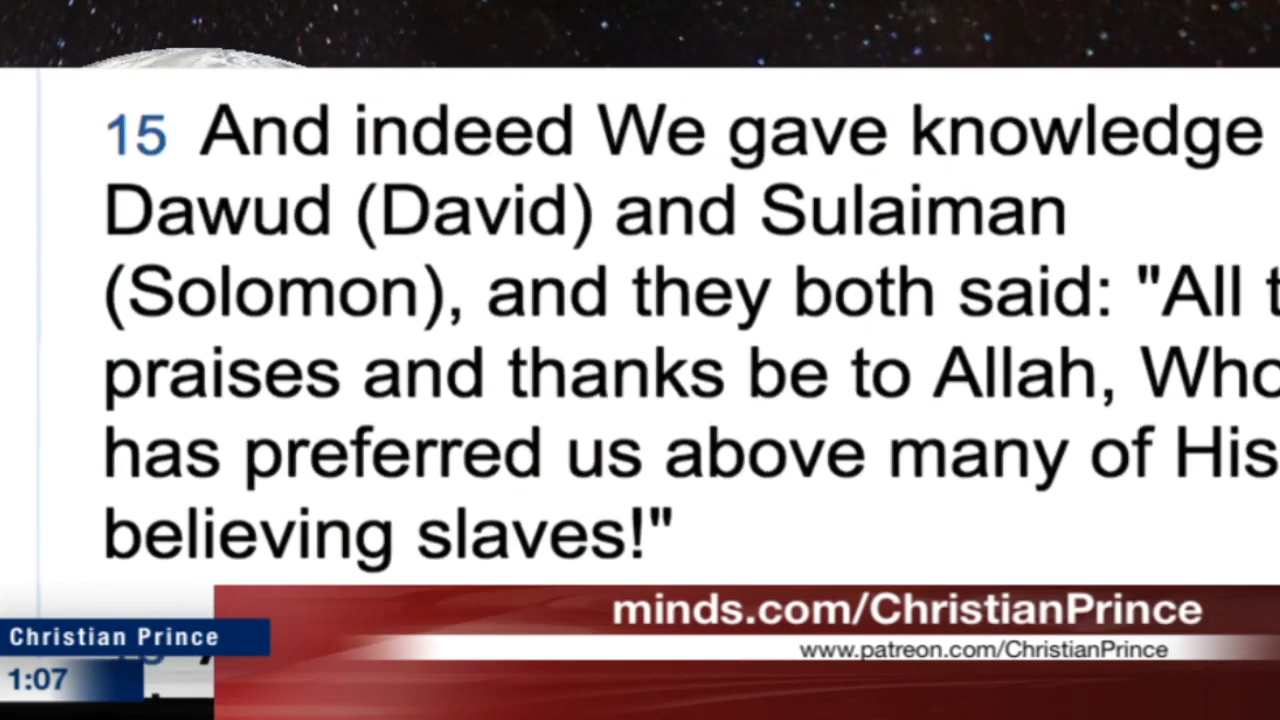 15 And indeed We gave knowledge
Dawud (David) and Sulaiman
(Solomon), and they both said: "All
praises and thanks be to Allah, Who
has preferred us above many of His
believing slaves!"
minds.com/ChristianPrince
Christian Prince
www.patreon.com/ChristianPrince
1:07